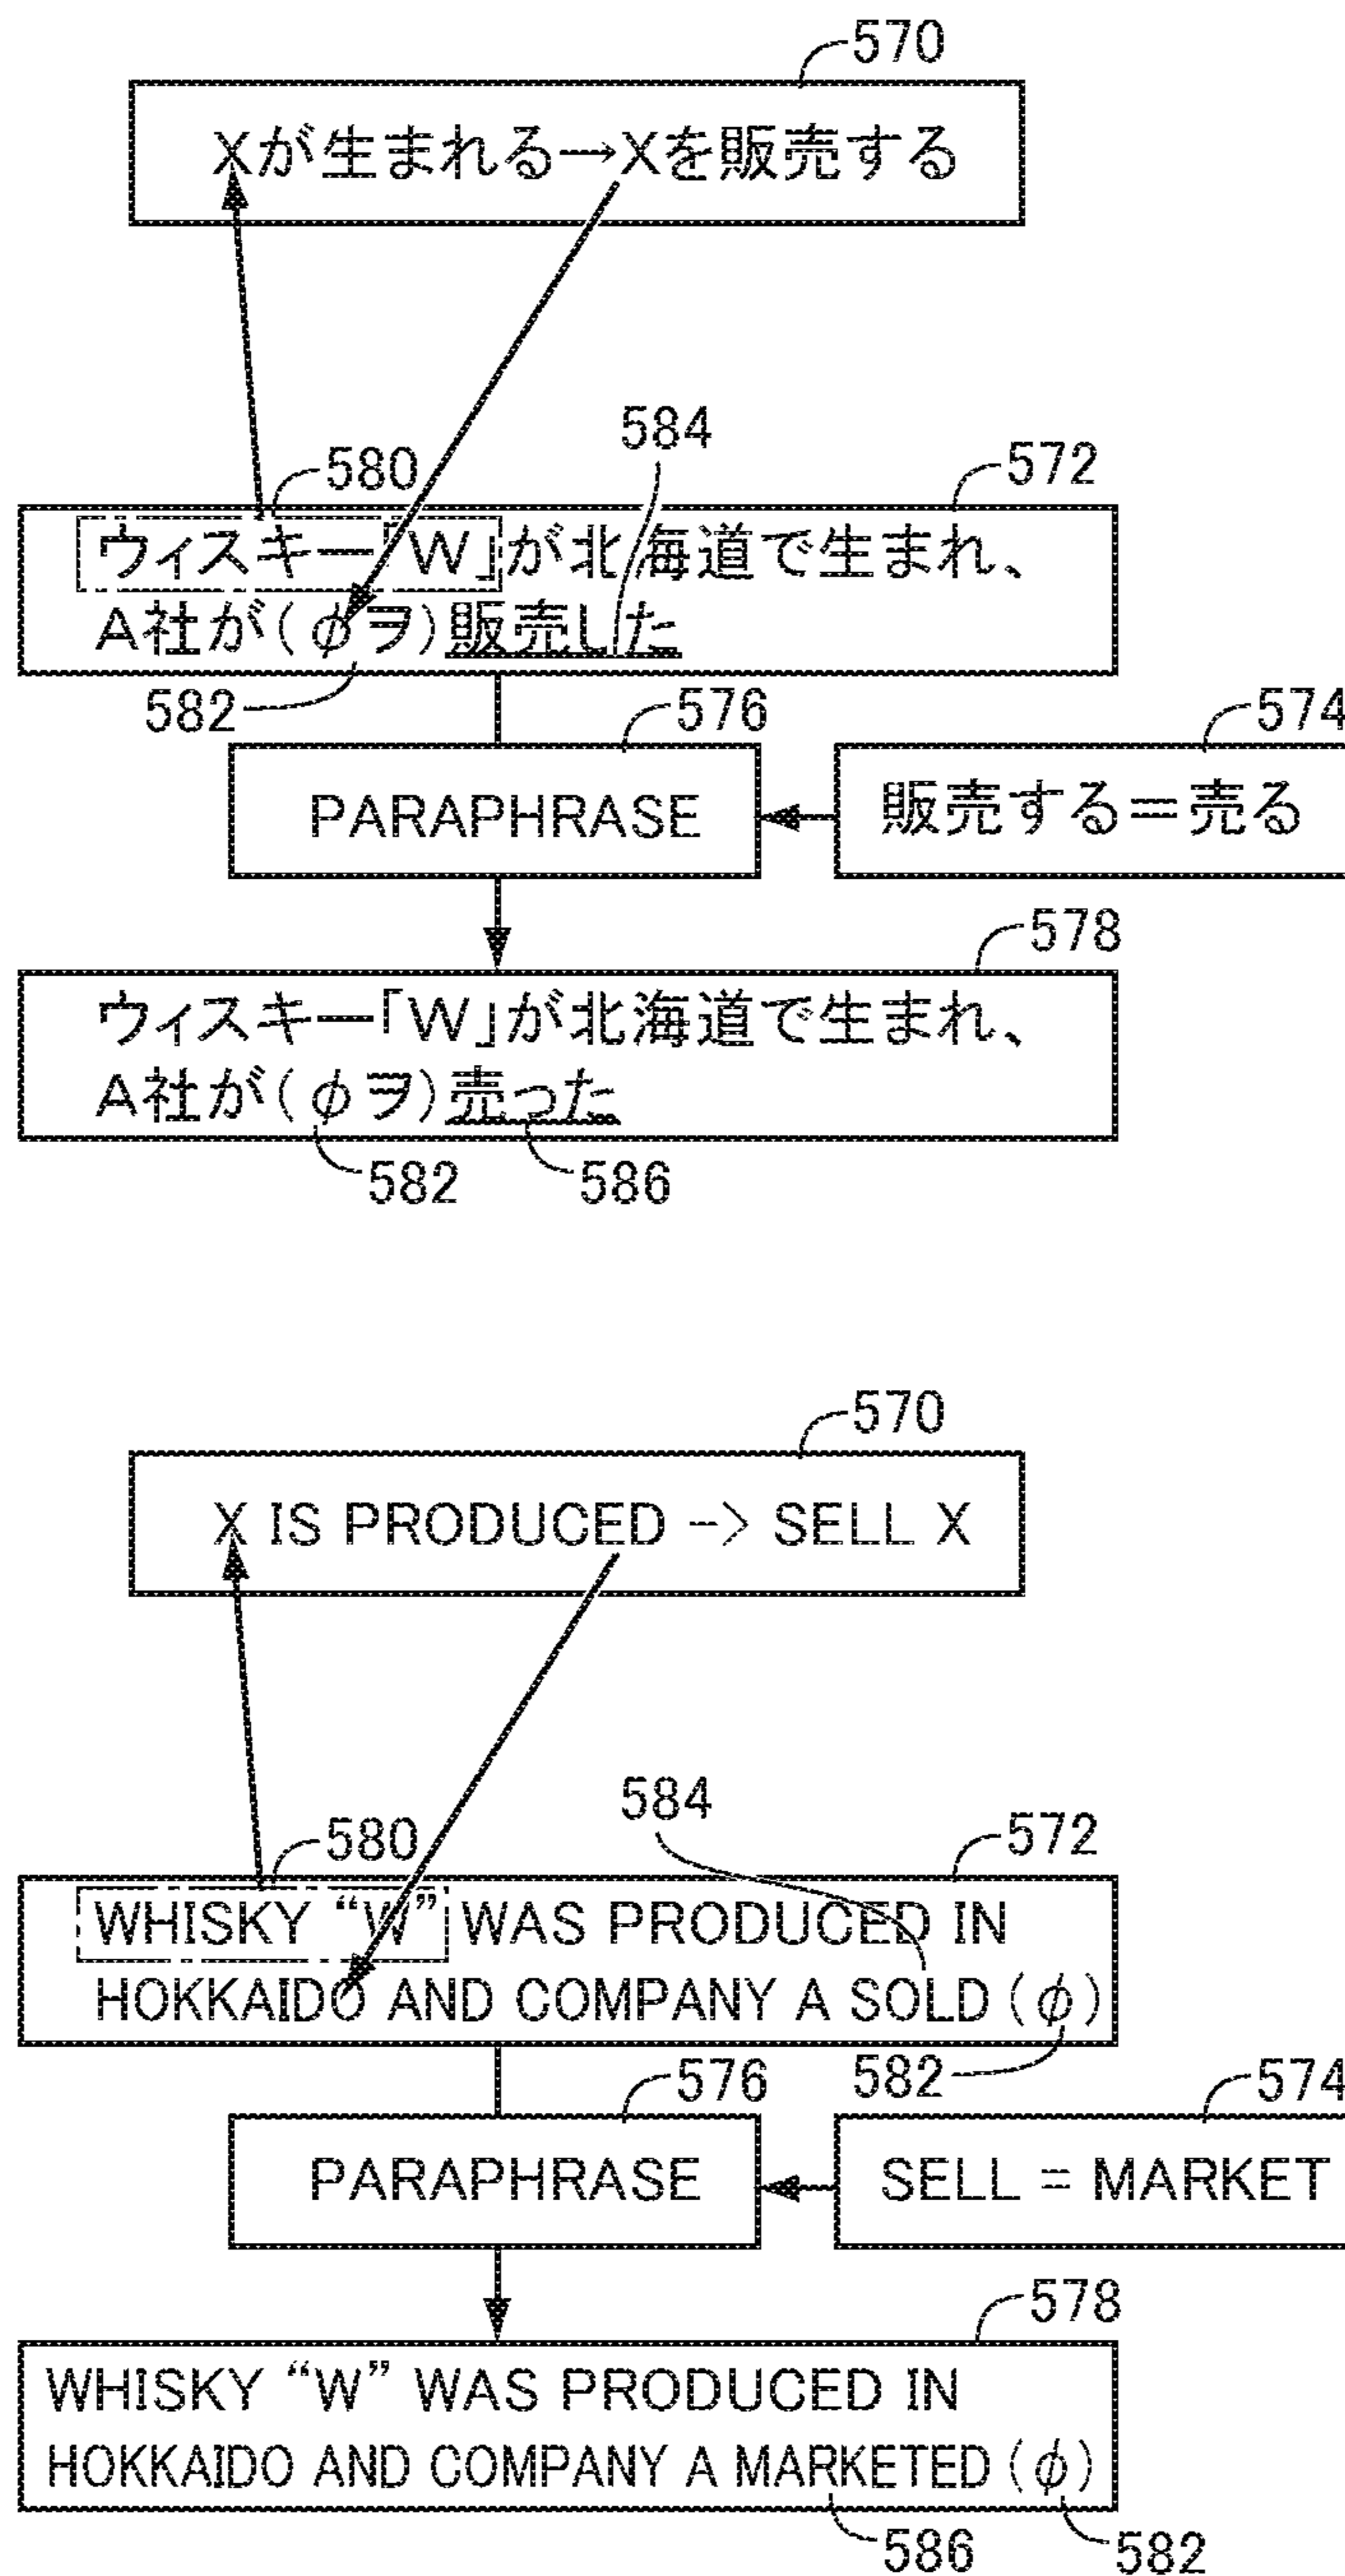 570
Xが生まれる→Xを販売する
584
580
572
ウィスキー「W」が北海道で生まれ、
A社が(φヲ)販売した
582
576
574
PARAPHRASE
販売する＝売る
578
ウィスキー「W」が北海道で生まれ、
A社が(φヲ)売った
582
586
570
X IS PRODUCED -> SELL X
584
580
572
WHISKY “W” WAS PRODUCED IN
HOKKAIDO AND COMPANY A SOLD (φ)
582
576
574
PARAPHRASE
SELL = MARKET
578
WHISKY “W” WAS PRODUCED IN
HOKKAIDO AND COMPANY A MARKETED (φ)
586
582